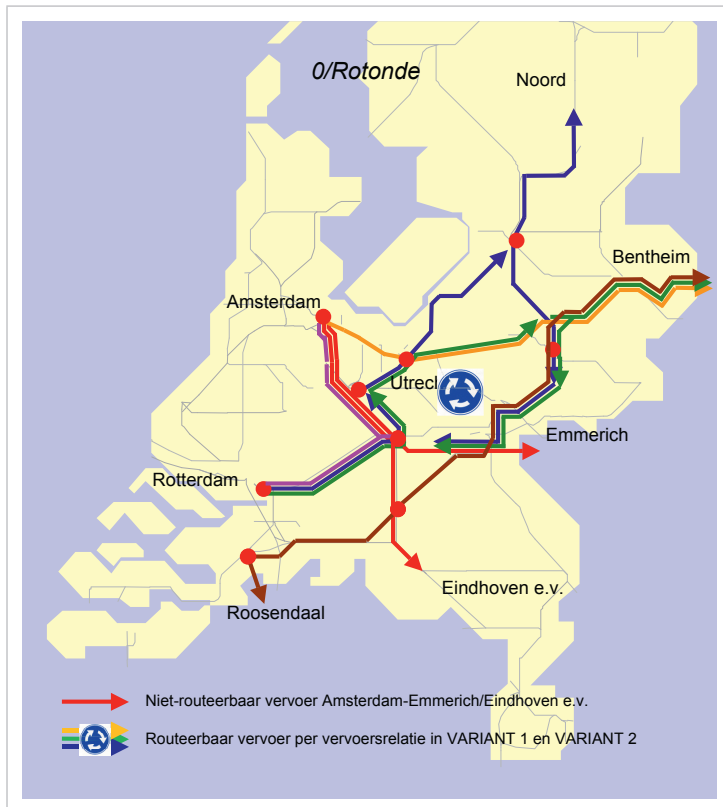 0/Rotonde
Noord
Bentheim
Amsterdam
Utrecl
Emmerich
Rotterdam
Eindhoven e.v.
Roosendaal
Niet-routeerbaar vervoer Amsterdam-Emmerich/Eindhoven e.v.
Routeerbaar vervoer per vervoersrelatie in VARIANT 1 en VARIANT 2